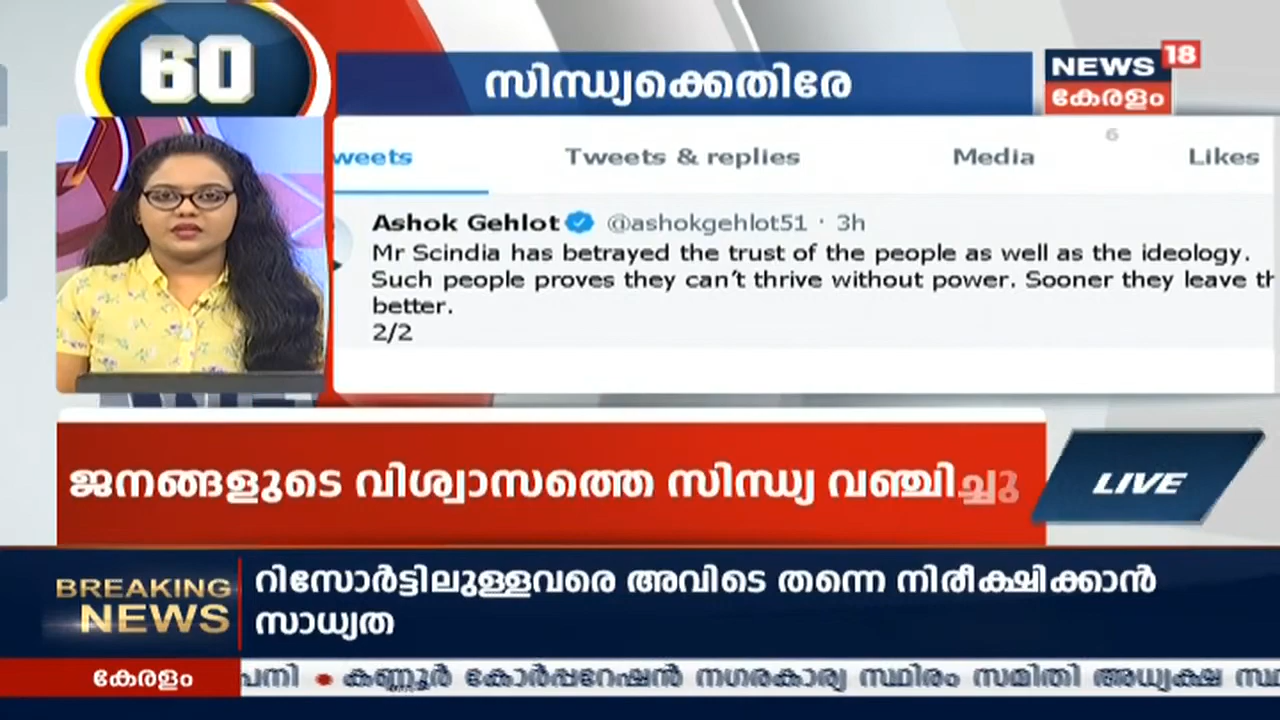 60
സിന്ധ്യക്കെതിരേ
NEWS 18
കേരളം
6
weets Tweets & replies Media Likes
Ashok Gehlot @ashokgehlot51 · 3h
Mr Scindia has betrayed the trust of the people as well as the ideology.
Such people proves they can't thrive without power. Sooner they leave th
better.
2/2
ജനങ്ങളുടെ വിശ്വാസത്തെ സിന്ധ്യ വഞ്ചിച്ചു
LIVE
BREAKING
NEWS
റിസോർട്ടിലുള്ളവരെ അവിടെ തന്നെ നിരീക്ഷിക്കാൻ
സാധ്യത
കേരളം
പനി • കണ്ണൂർ കോർപ്പറേഷൻ നഗരകാര്യ സ്ഥിരം സമിതി അധ്യക്ഷ